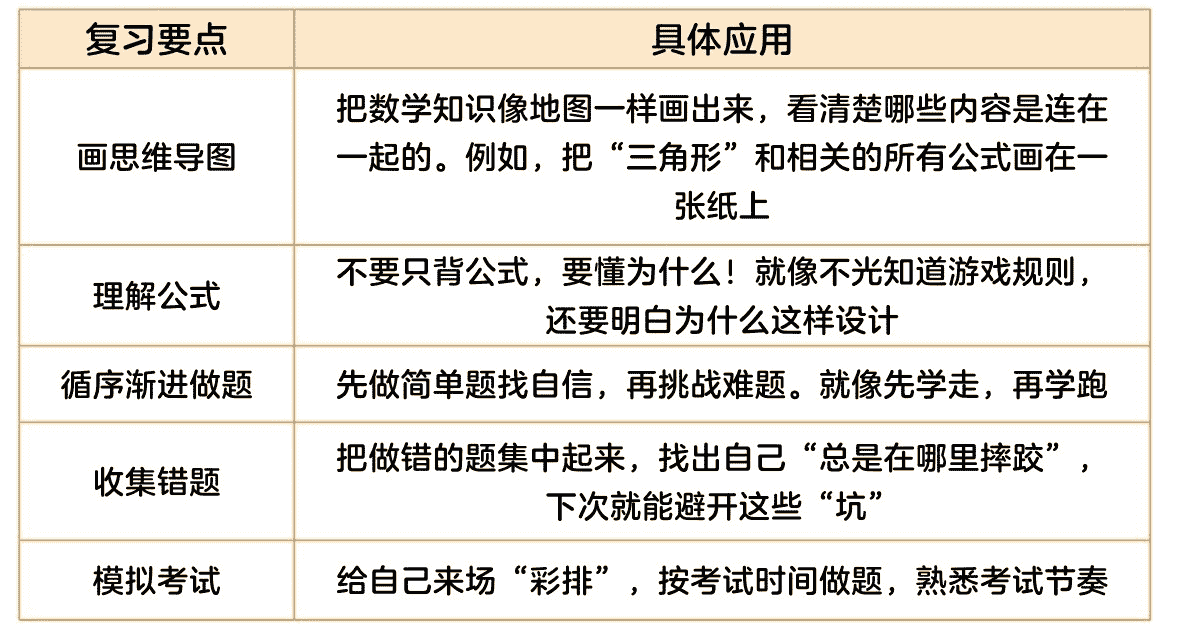 复习要点
具体应用
画思维导图
把数学知识像地图一样画出来，看清楚哪些内容是连在
一起的。例如，把“三角形”和相关的所有公式画在一
张纸上
理解公式
不要只背公式，要懂为什么！就像不光知道游戏规则，
还要明白为什么这样设计
循序渐进做题
先做简单题找自信，再挑战难题。就像先学走，再学跑
收集错题
把做错的题集中起来，找出自己“总是在哪里摔跤”，
下次就能避开这些“坑”
模拟考试
给自己来场“彩排”，按考试时间做题，熟悉考试节奏